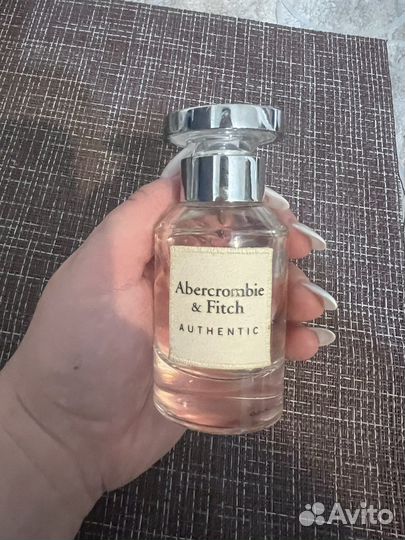 Abercrombie
& Fitch
AUTHENTIC
Avito